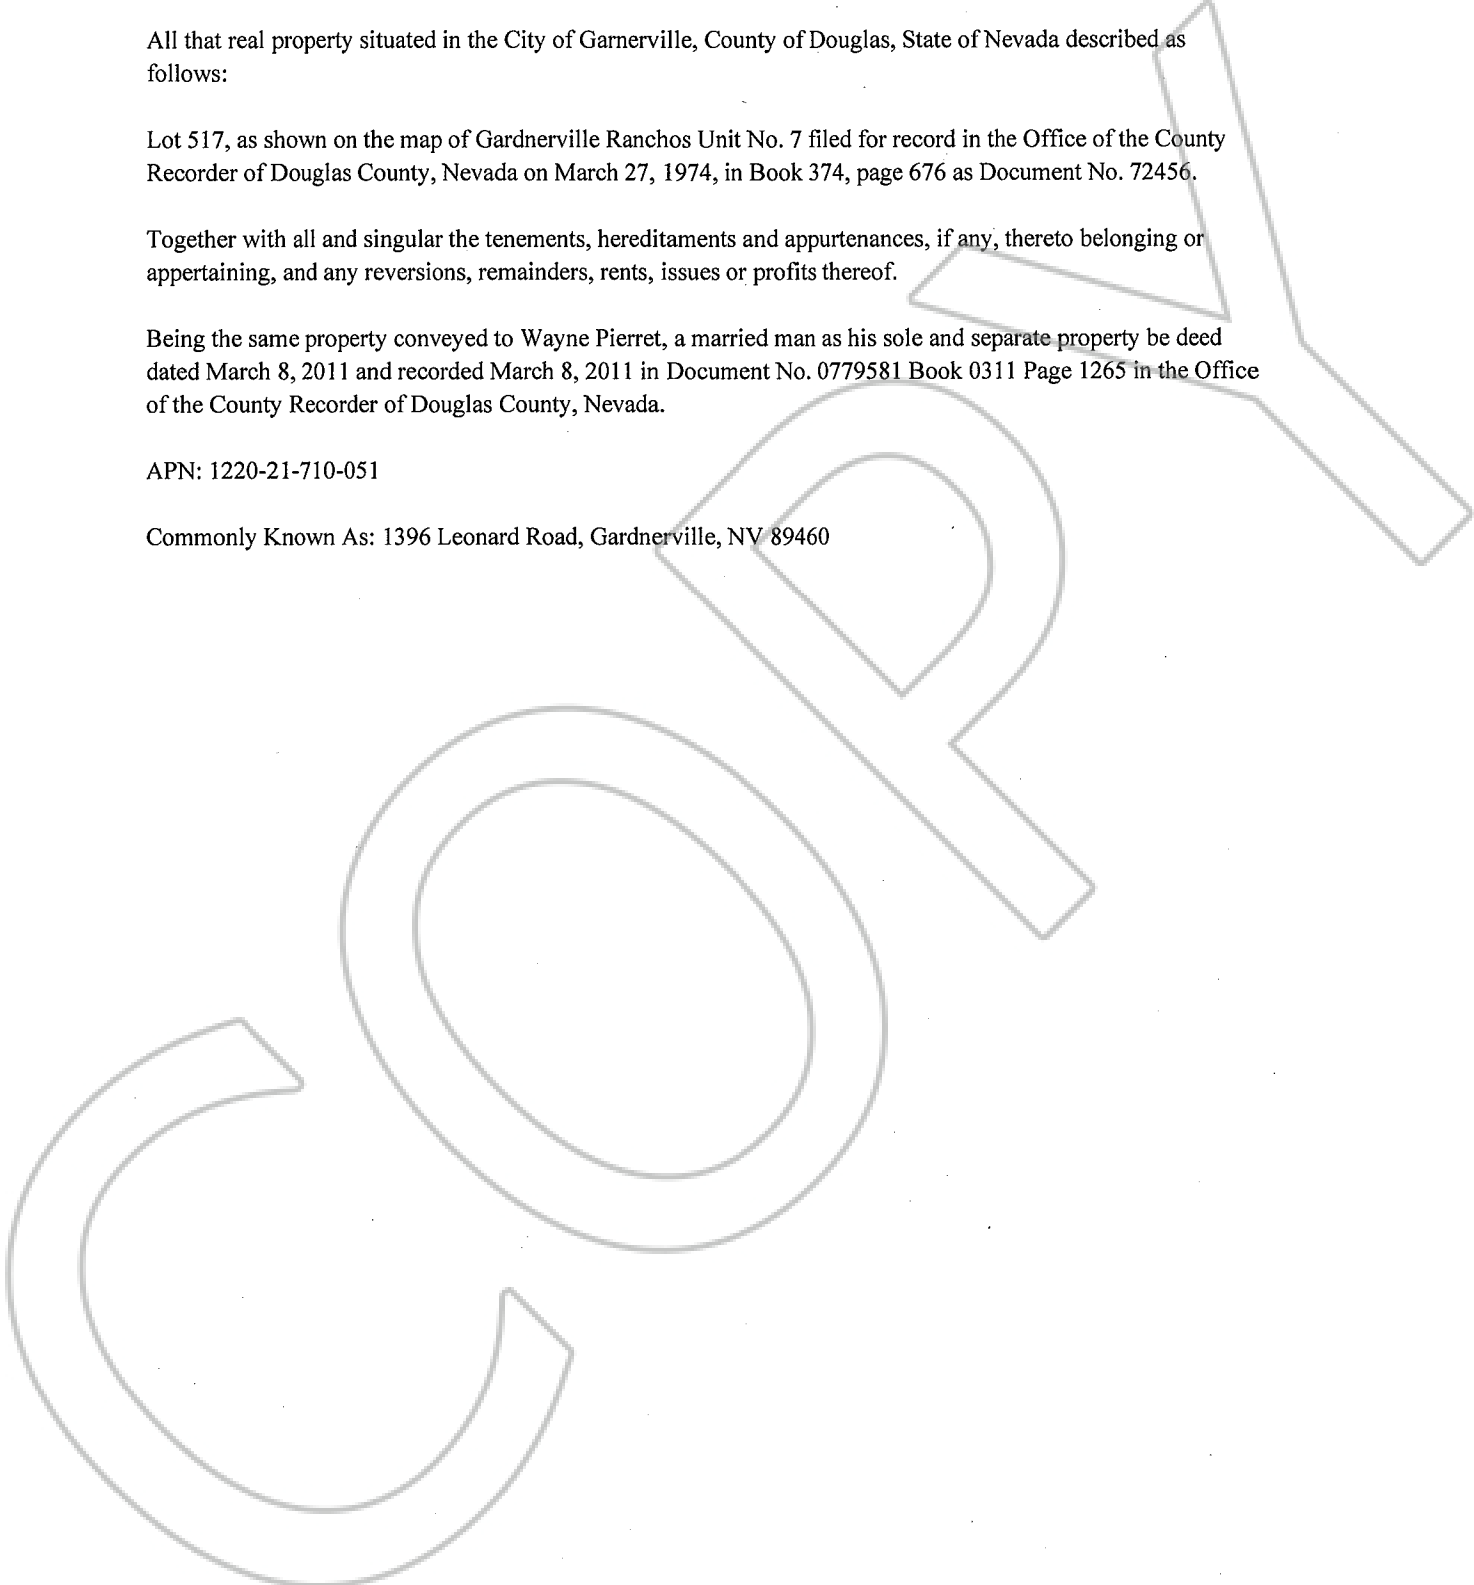 All that real property situated in the City of Garnerville, County of Douglas, State of Nevada described as
follows:
Lot 517, as shown on the map of Gardnerville Ranchos Unit No. 7 filed for record in the Office of the County
Recorder of Douglas County, Nevada on March 27, 1974, in Book 374, page 676 as Document No. 72456.
Together with all and singular the tenements, hereditaments and appurtenances, if any, thereto belonging or
appertaining, and any reversions, remainders, rents, issues or profits thereof.
Being the same property conveyed to Wayne Pierret, a married man as his sole and separate property be deed
dated March 8, 2011 and recorded March 8, 2011 in Document No. 0779581 Book 0311 Page 1265 in the Office
of the County Recorder of Douglas County, Nevada.
APN: 1220-21-710-051
Commonly Known As: 1396 Leonard Road, Gardnerville, NV 89460
COPY